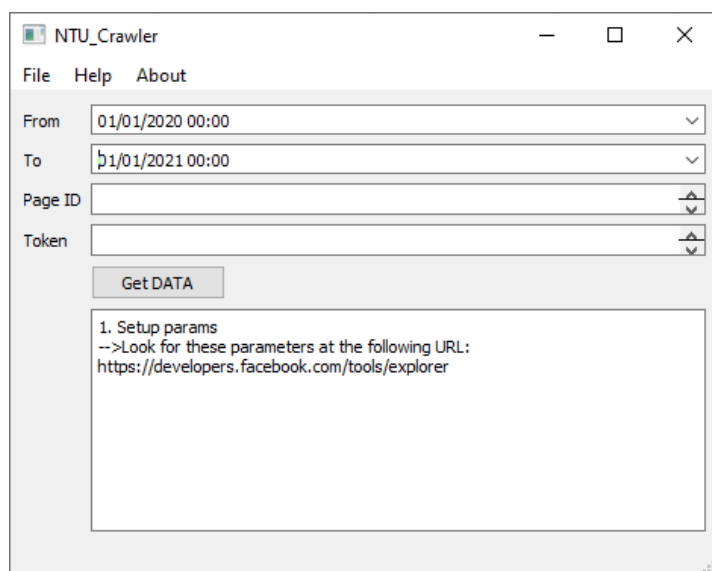 NTU_Crawler
File Help About
From 01/01/2020 00:00
To 01/01/2021 00:00
Page ID
Token
Get DATA
1. Setup params
-->Look for these parameters at the following URL:
https://developers.facebook.com/tools/explorer